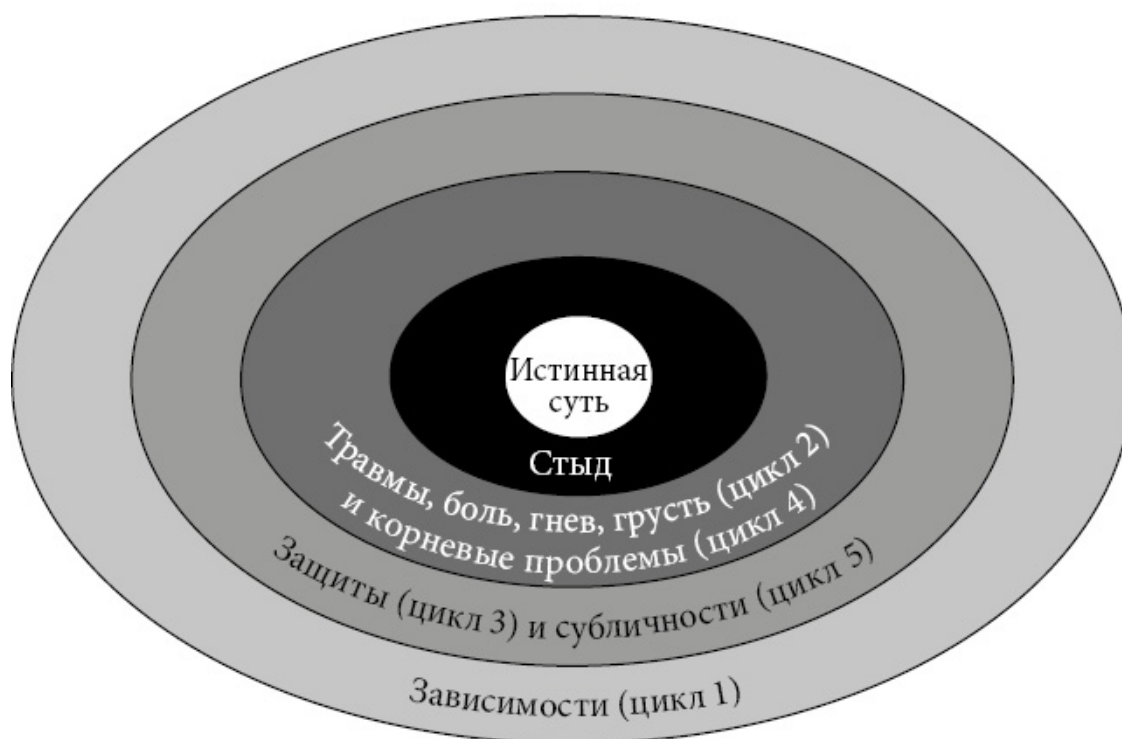 Истинная
суть
Стыд
Травмы, боль, гнев, грусть (цикл 2)
и корневые проблемы (цикл 4)
Защиты (цикл 3) и субличности (цикл 5)
Зависимости (цикл 1)